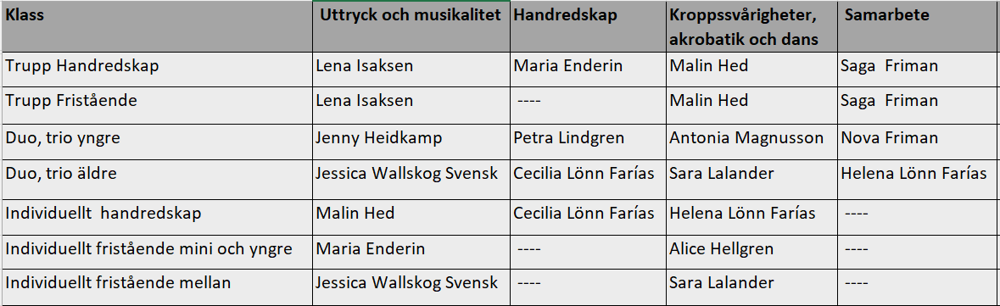 Klass Uttryck och musikalitet Handredskap Kroppssvårigheter, akrobatik och dans Samarbete
Trupp Handredskap Lena Isaksen Maria Enderin Malin Hed Saga Friman
Trupp Fristående Lena Isaksen ---- Malin Hed Saga Friman
Duo, trio yngre Jenny Heidkamp Petra Lindgren Antonia Magnusson Nova Friman
Duo, trio äldre Jessica Wallskog Svensk Cecilia Lönn Farías Sara Lalander Helena Lönn Farías
Individuellt handredskap Malin Hed Cecilia Lönn Farías Helena Lönn Farías ----
Individuellt fristående mini och yngre Maria Enderin ---- Alice Hellgren ----
Individuellt fristående mellan Jessica Wallskog Svensk ---- Sara Lalander ----